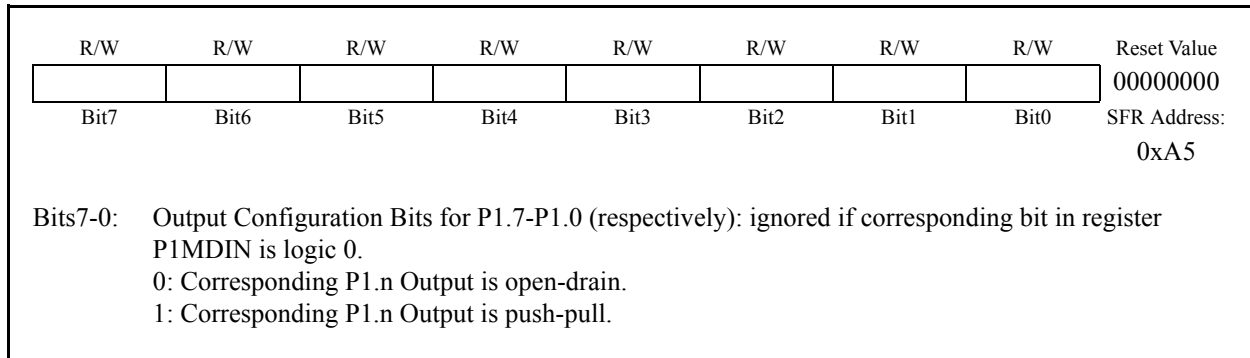 R/W R/W R/W R/W R/W R/W R/W R/W Reset Value
00000000
Bit7 Bit6 Bit5 Bit4 Bit3 Bit2 Bit1 Bit0 SFR Address:
0xA5
Bits7-0: Output Configuration Bits for P1.7-P1.0 (respectively): ignored if corresponding bit in register
P1MDIN is logic 0.
0: Corresponding P1.n Output is open-drain.
1: Corresponding P1.n Output is push-pull.